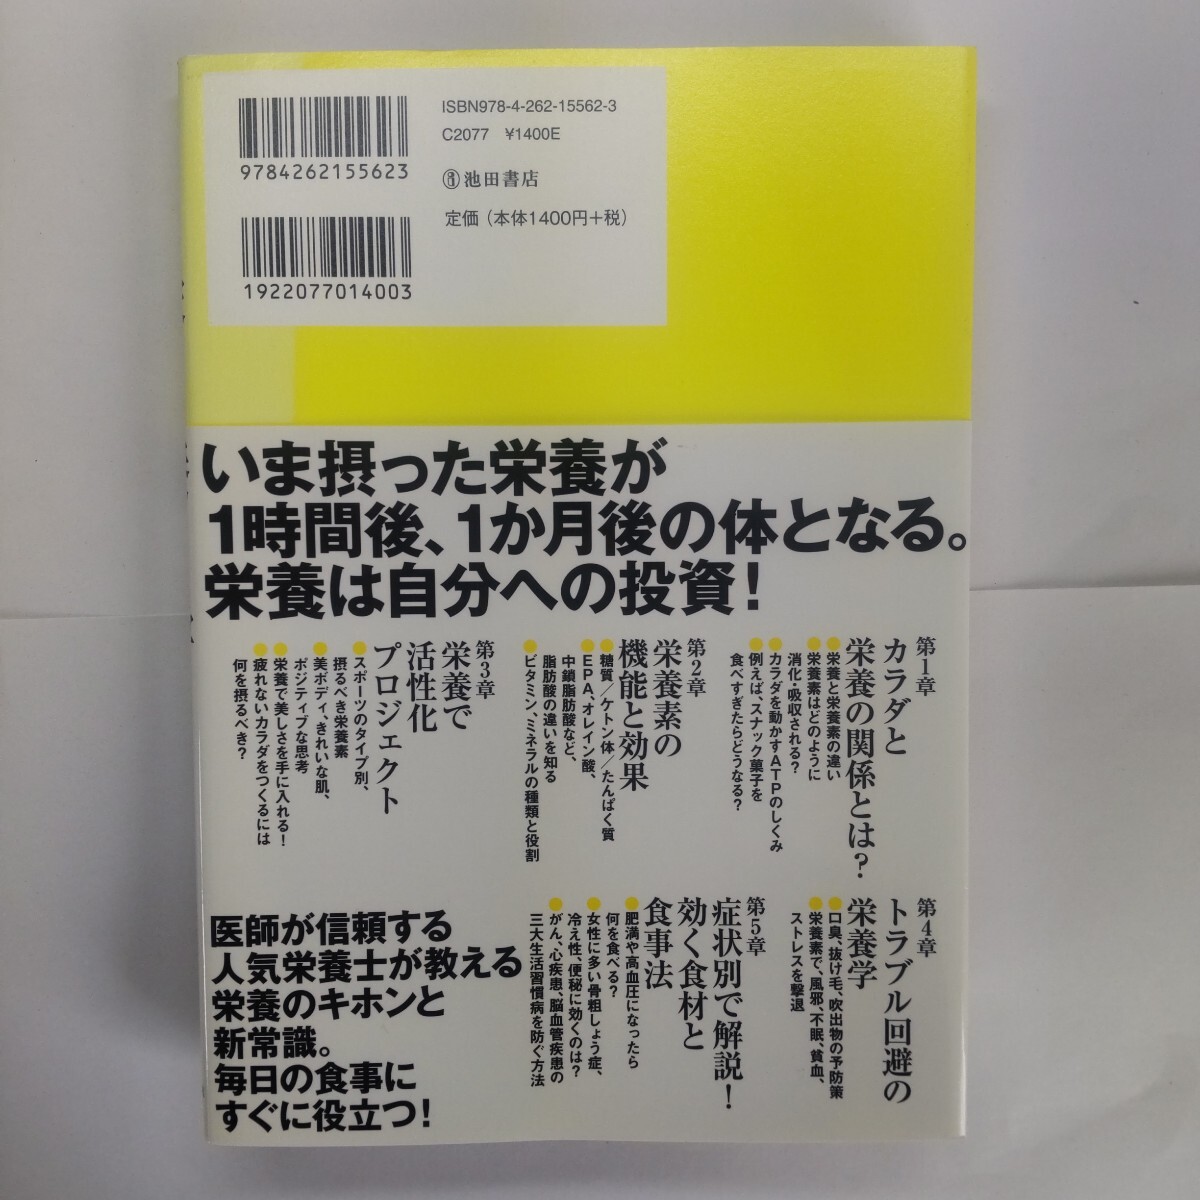 ISBN978-4-262-15562-3
C2077 ¥1400E
9784262155623
池田書店
定価(本体1400円+税)
1922077014003
いま摂った栄養が
1時間後、1か月後の体となる。
栄養は自分への投資!
第1章
カラダと
栄養の関係とは?
●栄養と栄養素の違い
●栄養素はどのように
消化・吸収される?
●カラダを動かすATPのしくみ
●例えば、スナック菓子を
食べすぎたらどうなる?
第2章
栄養素の
機能と効果
●糖質/ケトン体/たんぱく質
●EPA、オレイン酸、
中鎖脂肪酸など、
脂肪酸の違いを知る
●ビタミン、ミネラルの種類と役割
第3章
栄養で
活性化
プロジェクト
●スポーツのタイプ別、
摂るべき栄養素
●美ボディ、きれいな肌、
ポジティブな思考
●栄養で美しさを手に入れる!
●疲れないカラダをつくるには
何を摂るべき?
第4章
トラブル回避の
栄養学
●口臭、抜け毛、吹出物の予防策
●栄養素で、風邪、不眠、貧血、
ストレスを撃退
第5章
症状別で解説!
効く食材と
食事法
●肥満や高血圧になったら
何を食べる?
●女性に多い骨粗しょう症、
冷え性、便秘に効くのは?
●がん、心疾患、脳血管疾患の
三大生活習慣病を防ぐ方法
医師が信頼する
人気栄養士が教える
栄養のキホンと
新常識。
毎日の食事に
すぐに役立つ!